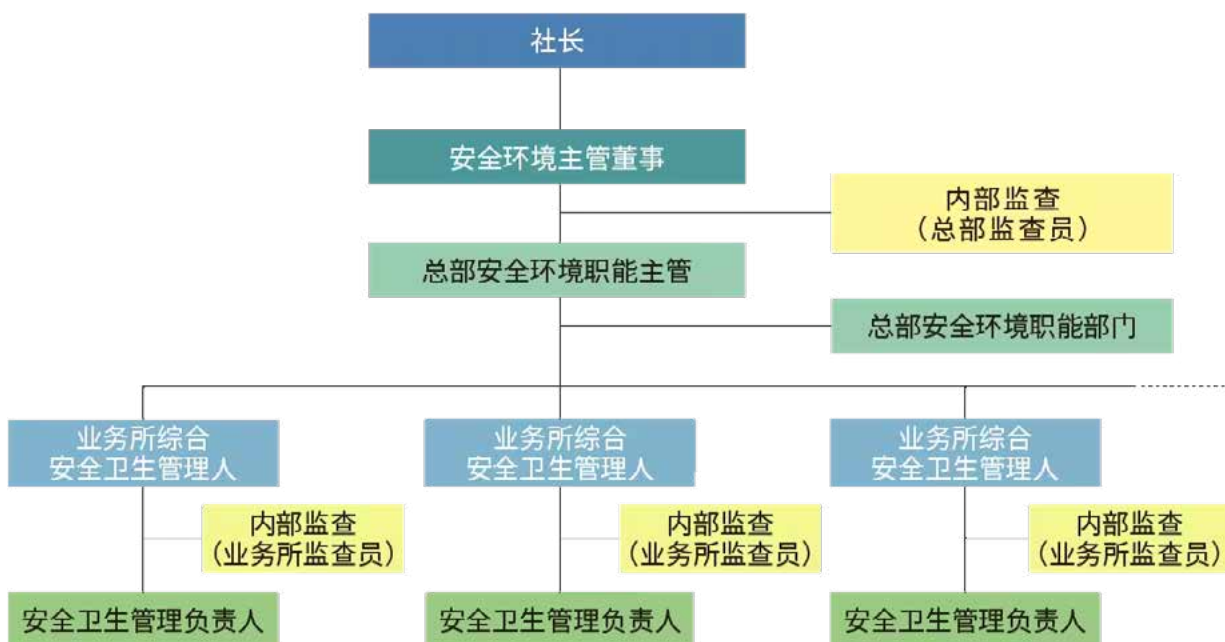 社长
安全环境主管董事
内部监查
（总部监查员）
总部安全环境职能主管
总部安全环境职能部门
业务所综合
安全卫生管理人
业务所综合
安全卫生管理人
业务所综合
安全卫生管理人
内部监查
（业务所监查员）
内部监查
（业务所监查员）
内部监查
（业务所监查员）
安全卫生管理负责人
安全卫生管理负责人
安全卫生管理负责人